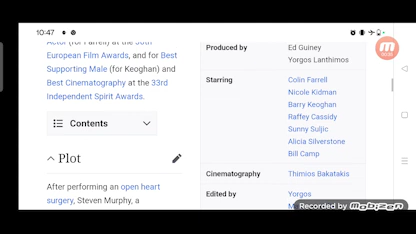 10:47
Actor (for Farrell) at the 30th
European Film Awards, and for Best
Supporting Male (for Keoghan) and
Best Cinematography at the 33rd
Independent Spirit Awards.
Contents
Plot
After performing an open heart
surgery, Steven Murphy, a
Produced by Ed Guiney
Yorgos Lanthimos
Starring Colin Farrell
Nicole Kidman
Barry Keoghan
Raffey Cassidy
Sunny Suljic
Alicia Silverstone
Bill Camp
Cinematography Thimios Bakatakis
Edited by Yorgos
Recorded by Mobizen